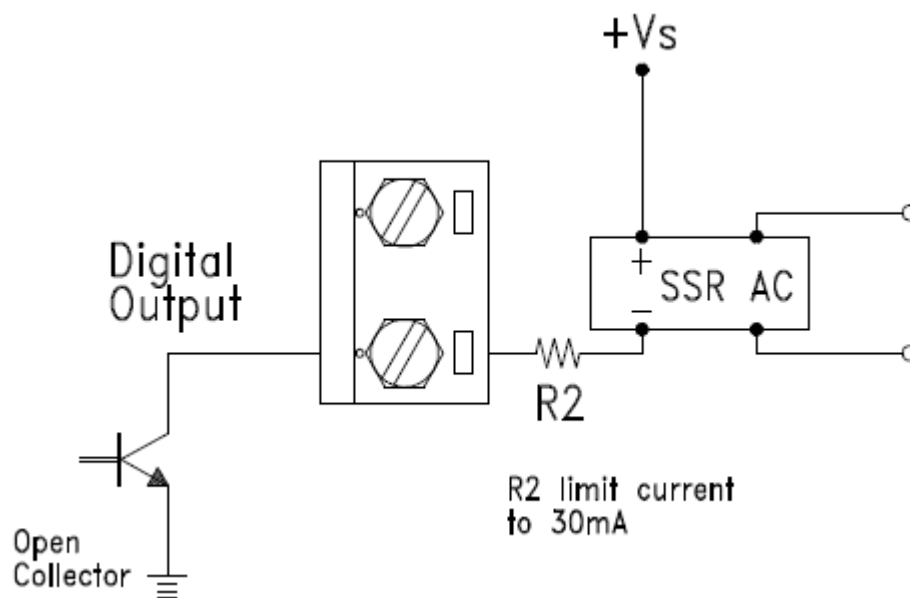 +Vs
Digital
Output
+
SSR AC
−
R2
R2 limit current
to 30mA
Open
Collector